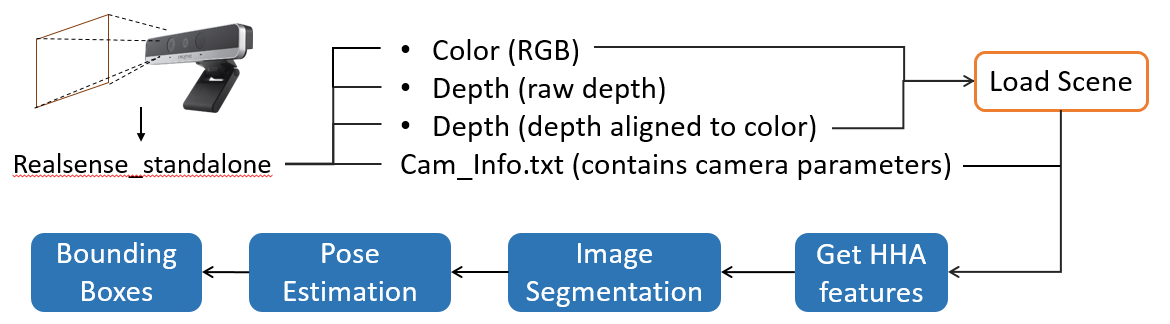 • Color (RGB)
• Depth (raw depth)
• Depth (depth aligned to color)
Load Scene
Realsense_standalone
Cam_Info.txt (contains camera parameters)
Bounding
Boxes
Pose
Estimation
Image
Segmentation
Get HHA
features